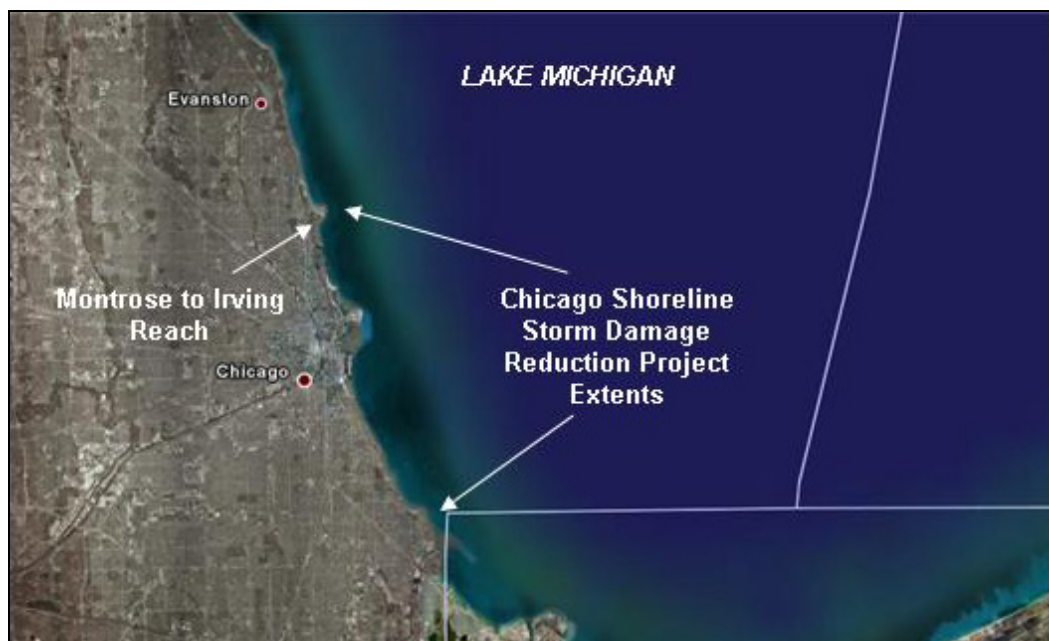 LAKE MICHIGAN
Evanston
Montrose to Irving
Reach
Chicago Shoreline
Storm Damage
Reduction Project
Extents
Chicago